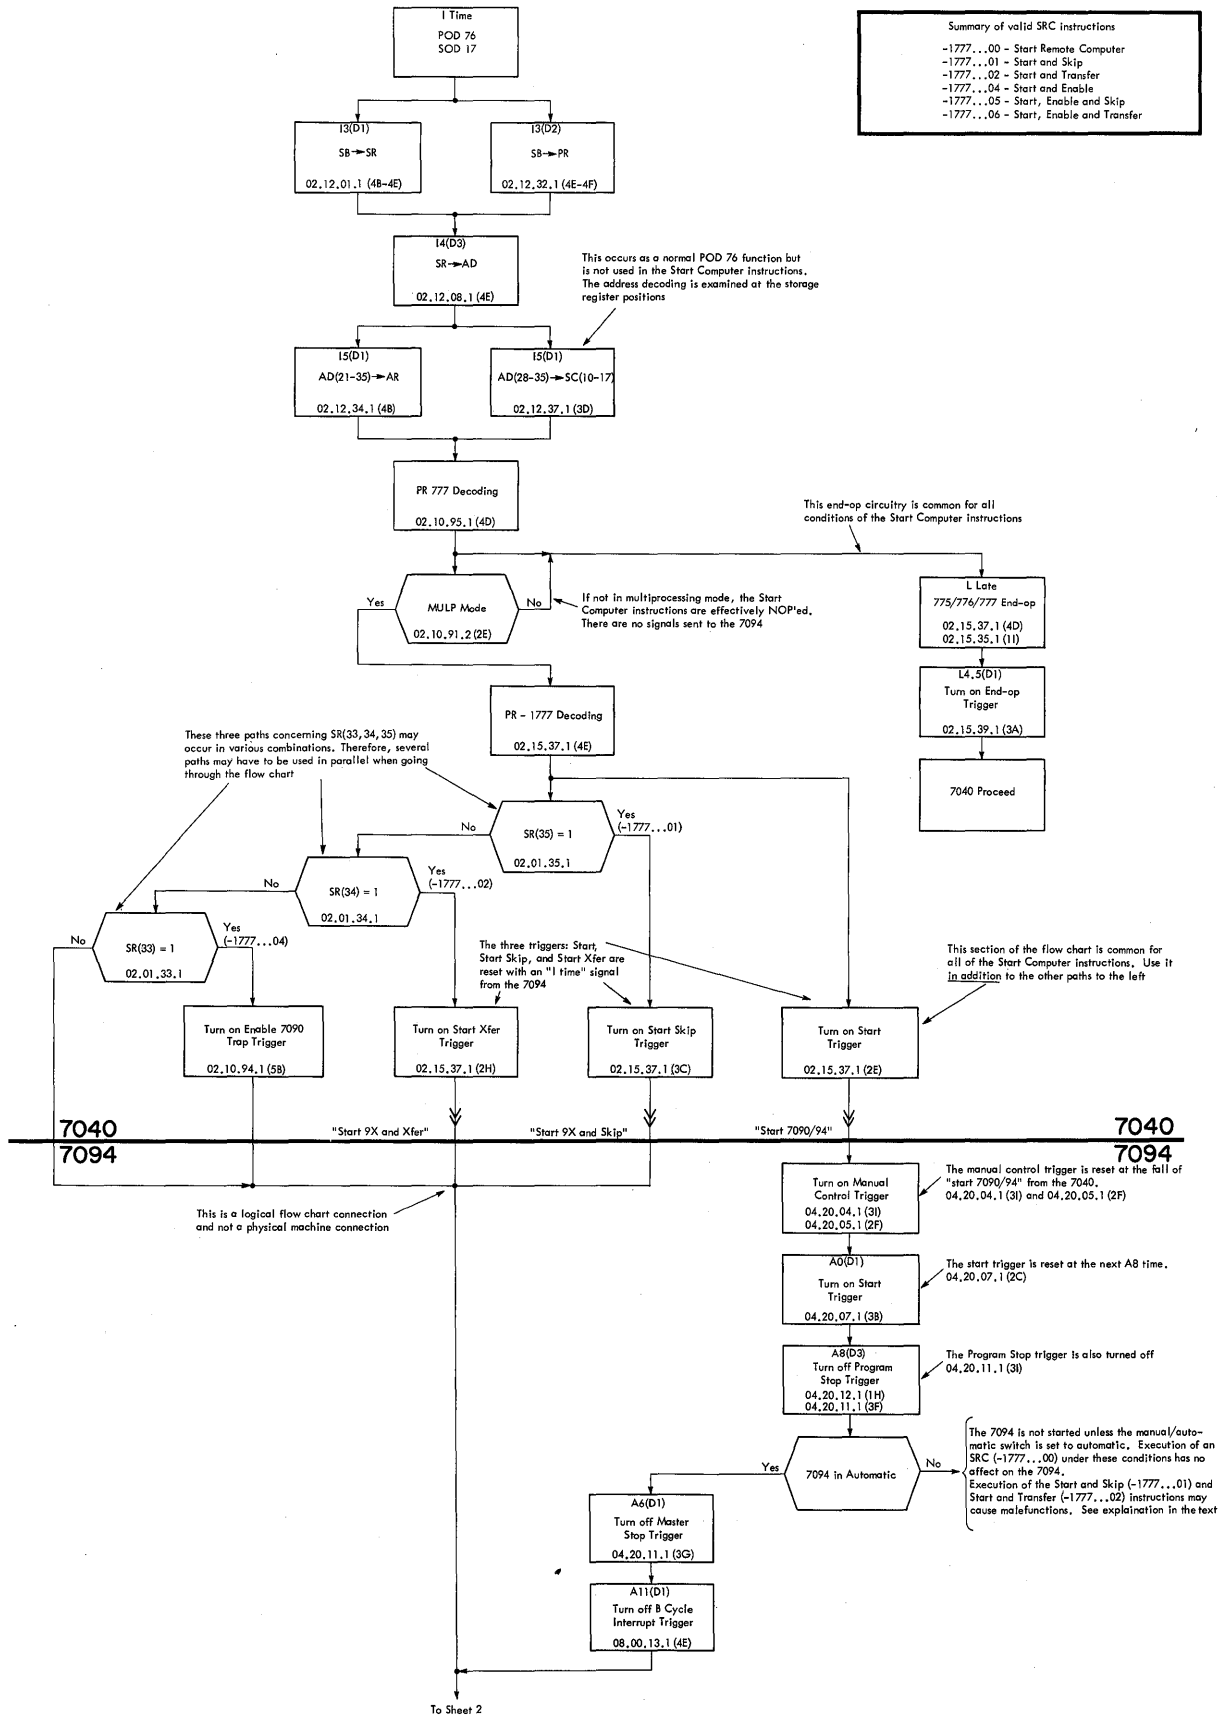 I Time
POD 76
SOD 17
Summary of valid SRC instructions
-1777...00 - Start Remote Computer
-1777...01 - Start and Skip
-1777...02 - Start and Transfer
-1777...04 - Start and Enable
-1777...05 - Start, Enable and Skip
-1777...06 - Start, Enable and Transfer
I3(D1)
SB→SR
02.12.01.1 (4B-4E)
I3(D2)
SB→PR
02.12.32.1 (4E-4F)
I4(D3)
SR→AD
02.12.08.1 (4E)
This occurs as a normal POD 76 function but
is not used in the Start Computer instructions.
The address decoding is examined at the storage
register positions
I5(D1)
AD(21-35)→AR
02.12.34.1 (4B)
I5(D1)
AD(28-35)→SC(10-17)
02.12.37.1 (3D)
PR 777 Decoding
02.10.95.1 (4D)
This end-op circuitry is common for all
conditions of the Start Computer instructions
Yes
MULP Mode
02.10.91.2 (2E)
No
If not in multiprocessing mode, the Start
Computer instructions are effectively NOP'ed.
There are no signals sent to the 7094
L Late
775/776/777 End-op
02.15.37.1 (4D)
02.15.35.1 (1I)
L4.5(D1)
Turn on End-op
Trigger
02.15.39.1 (3A)
7040 Proceed
PR - 1777 Decoding
02.15.37.1 (4E)
These three paths concerning SR(33,34,35) may
occur in various combinations. Therefore, several
paths may have to be used in parallel when going
through the flow chart
No
SR(35) = 1
02.01.35.1
Yes
(-1777...01)
No
SR(34) = 1
02.01.34.1
Yes
(-1777...02)
No
SR(33) = 1
02.01.33.1
Yes
(-1777...04)
The three triggers: Start,
Start Skip, and Start Xfer are
reset with an "I time" signal
from the 7094
This section of the flow chart is common for
all of the Start Computer instructions. Use it
in addition to the other paths to the left
Turn on Enable 7090
Trap Trigger
02.10.94.1 (5B)
Turn on Start Xfer
Trigger
02.15.37.1 (2H)
Turn on Start Skip
Trigger
02.15.37.1 (3C)
Turn on Start
Trigger
02.15.37.1 (2E)
7040
"Start 9X and Xfer"
"Start 9X and Skip"
"Start 7090/94"
7040
7094
7094
This is a logical flow chart connection
and not a physical machine connection
Turn on Manual
Control Trigger
04.20.04.1 (3I)
04.20.05.1 (2F)
The manual control trigger is reset at the fall of
"start 7090/94" from the 7040.
04.20.04.1 (3I) and 04.20.05.1 (2F)
A0(D1)
Turn on Start
Trigger
04.20.07.1 (3B)
The start trigger is reset at the next A8 time.
04.20.07.1 (2C)
A8(D3)
Turn off Program
Stop Trigger
04.20.12.1 (1H)
04.20.11.1 (3F)
The Program Stop trigger is also turned off
04.20.11.1 (3I)
Yes
7094 in Automatic
No
The 7094 is not started unless the manual/auto-
matic switch is set to automatic. Execution of an
SRC (-1777...00) under these conditions has no
affect on the 7094.
Execution of the Start and Skip (-1777...01) and
Start and Transfer (-1777...02) instructions may
cause malefunctions. See explaination in the text
A6(D1)
Turn off Master
Stop Trigger
04.20.11.1 (3G)
A11(D1)
Turn off B Cycle
Interrupt Trigger
08.00.13.1 (4E)
To Sheet 2